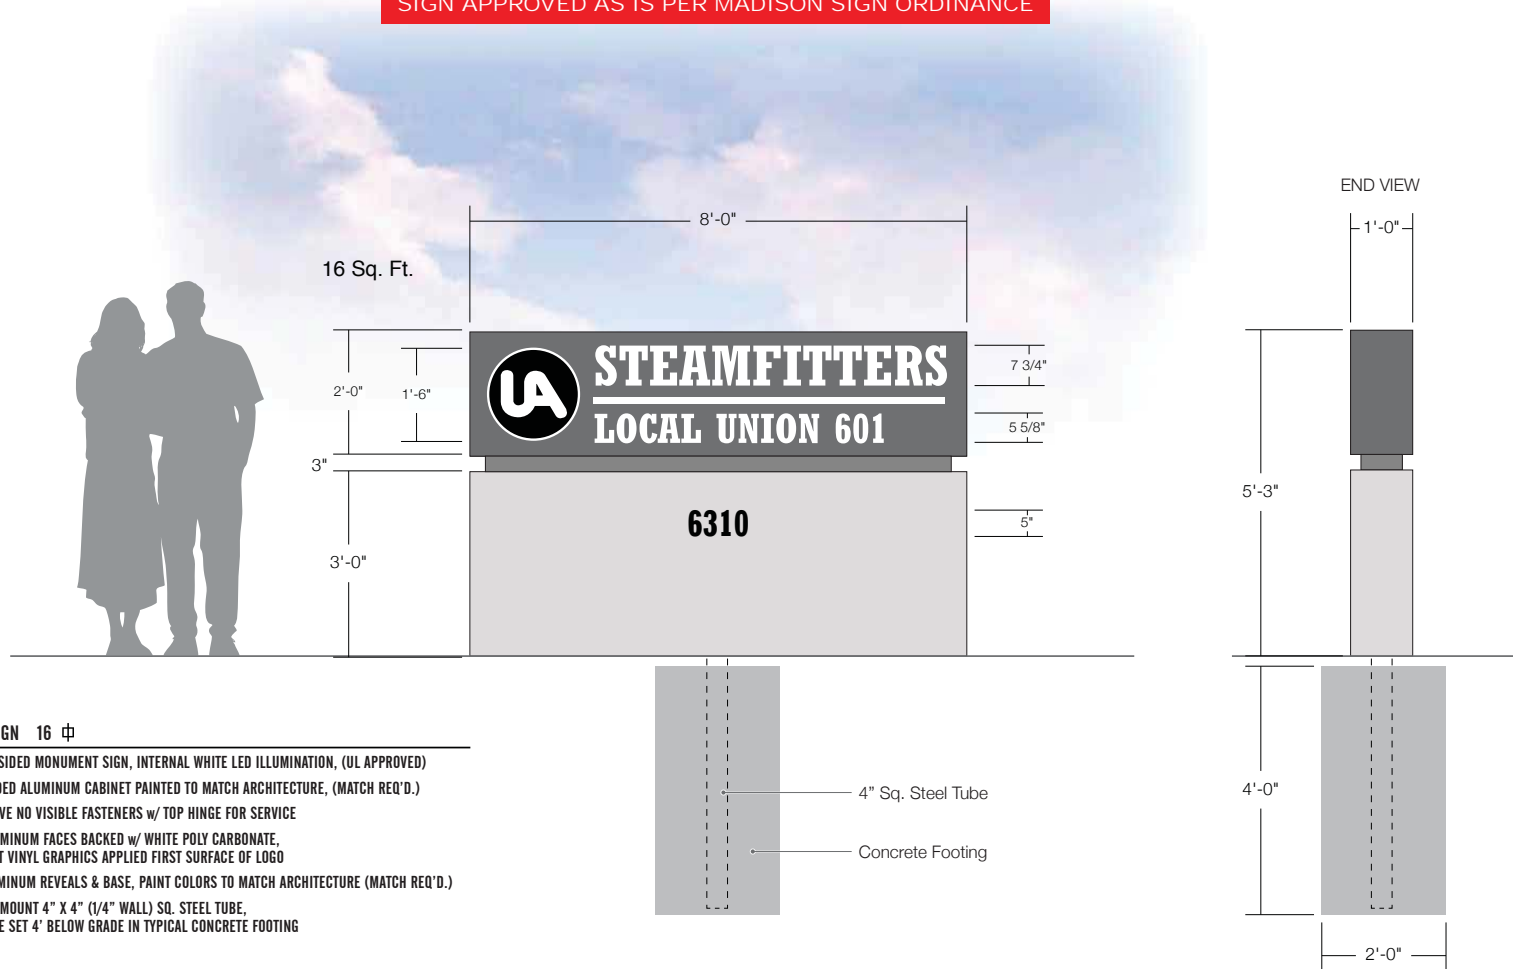 SIGN APPROVED AS IS PER MADISON SIGN ORDINANCE
END VIEW
8'-0"
1'-0"
16 Sq. Ft.
2'-0"
1'-6"
UA
STEAMFITTERS
LOCAL UNION 601
7 3/4"
5 5/8"
3"
6310
5"
3'-0"
5'-3"
16
SIDED MONUMENT SIGN, INTERNAL WHITE LED ILLUMINATION, (UL APPROVED)
ALUMINUM CABINET PAINTED TO MATCH ARCHITECTURE, (MATCH REQ'D.)
NO VISIBLE FASTENERS w/ TOP HINGE FOR SERVICE
FACES BACKED w/ WHITE POLY CARBONATE,
VINYL GRAPHICS APPLIED FIRST SURFACE OF LOGO
REVEALS & BASE, PAINT COLORS TO MATCH ARCHITECTURE (MATCH REQ'D.)
MOUNT 4” X 4” (1/4” WALL) SQ. STEEL TUBE,
SET 4’ BELOW GRADE IN TYPICAL CONCRETE FOOTING
4” Sq. Steel Tube
Concrete Footing
4'-0"
2'-0"